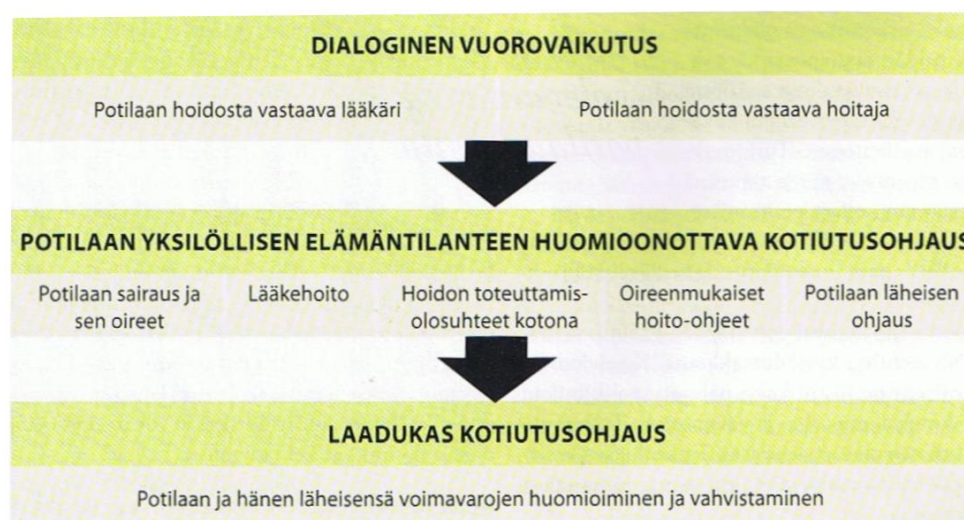 DIALOGINEN VUOROVAIKUTUS
Potilaan hoidosta vastaava lääkäri
Potilaan hoidosta vastaava hoitaja
POTILAAN YKSILÖLLISEN ELÄMÄNTILANTEEN HUOMIOONOTTAVA KOTIUTUSOHJAUS
Potilaan sairaus ja
sen oireet
Lääkehoito
Hoidon toteuttamis-
olosuhteet kotona
Oireenmukaiset
hoito-ohjeet
Potilaan läheisen
ohjaus
LAADUKAS KOTIUTUSOHJAUS
Potilaan ja hänen läheisensä voimavarojen huomioiminen ja vahvistaminen